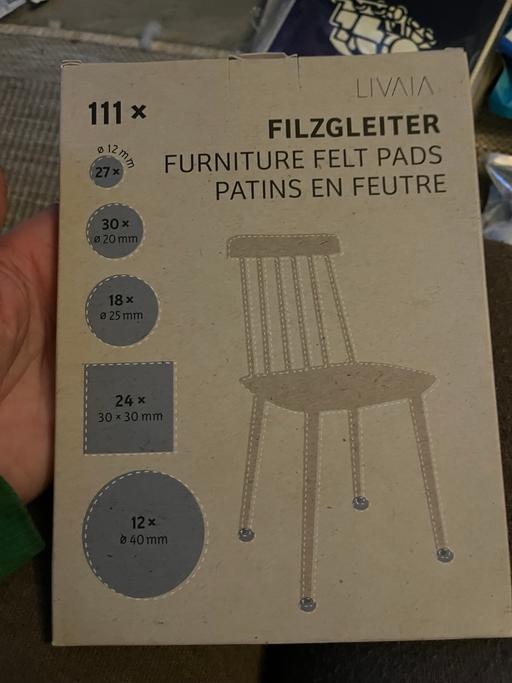 LIVAIA
111 ×
FILZGLEITER
FURNITURE FELT PADS
PATINS EN FEUTRE
ø 12 mm
27 ×
30 ×
ø 20 mm
18 ×
ø 25 mm
24 ×
30 × 30 mm
12 ×
ø 40 mm